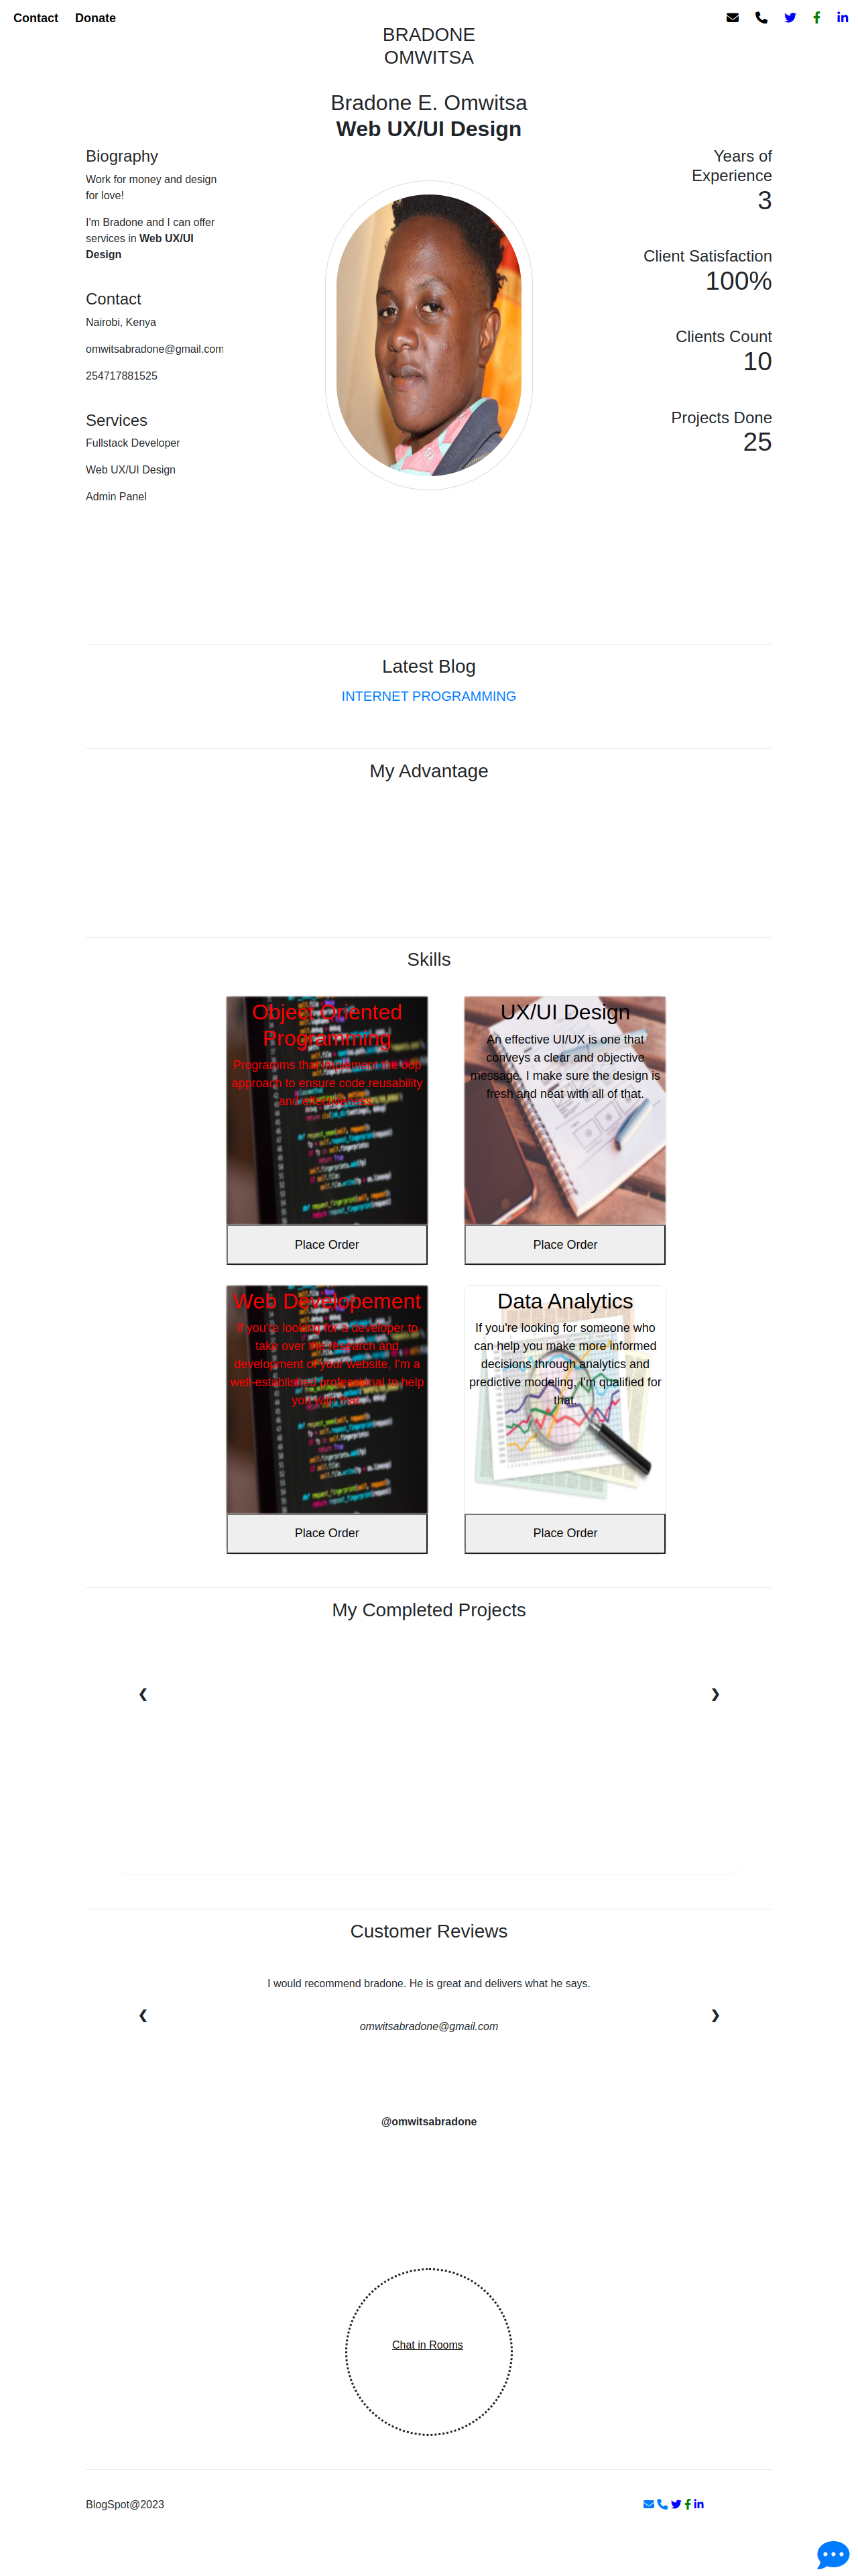 Contact Donate
BRADONE
OMWITSA
Bradone E. Omwitsa
Web UX/UI Design
Biography
Work for money and design
for love!
I'm Bradone and I can offer
services in Web UX/UI
Design
Contact
Nairobi, Kenya
omwitsabradone@gmail.com
254717881525
Services
Fullstack Developer
Web UX/UI Design
Admin Panel
Years of
Experience
3
Client Satisfaction
100%
Clients Count
10
Projects Done
25
Latest Blog
INTERNET PROGRAMMING
My Advantage
Skills
Object Oriented
Programming
Programms that implement the oop
approach to ensure code reusability
and
Place Order
UX/UI Design
An effective UI/UX is one that
conveys a clear and objective
message. I make sure the design is
fresh and neat with all of that.
Place Order
Web Developement
If you're looking for a developer to
take over the research and
development of your website, I'm a
well-established professional to help
you with that.
Place Order
Data Analytics
If you're looking for someone who
can help you make more informed
decisions through analytics and
predictive modeling, I'm qualified for
that.
Place Order
My Completed Projects
❮ ❯
Customer Reviews
I would recommend bradone. He is great and delivers what he says.
❮ ❯
omwitsabradone@gmail.com
@omwitsabradone
Chat in Rooms
BlogSpot@2023